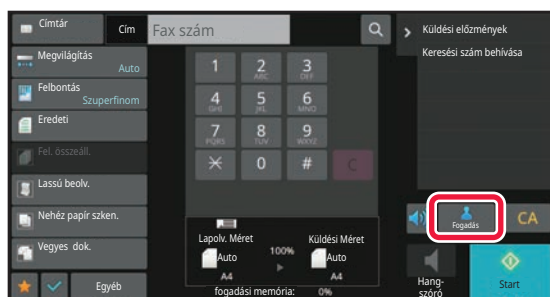 Címtár
Cím
Fax szám
Küldési előzmények
Keresési szám behívása
Megvilágítás
Auto
Felbontás
Szuperfinom
Eredeti
Fel. összeáll.
Lassú beolv.
Nehéz papír szken.
Vegyes dok.
Egyéb
1
2 ABC
3 DEF
4 GHI
5 JKL
6 MNO
7 PQRS
8 TUV
9 WXYZ
0
#
C
Lapolv. Méret
100%
Küldési Méret
Auto
Auto
A4
A4
fogadási memória: 0%
Fogadás
CA
Hang-
szóró
Start